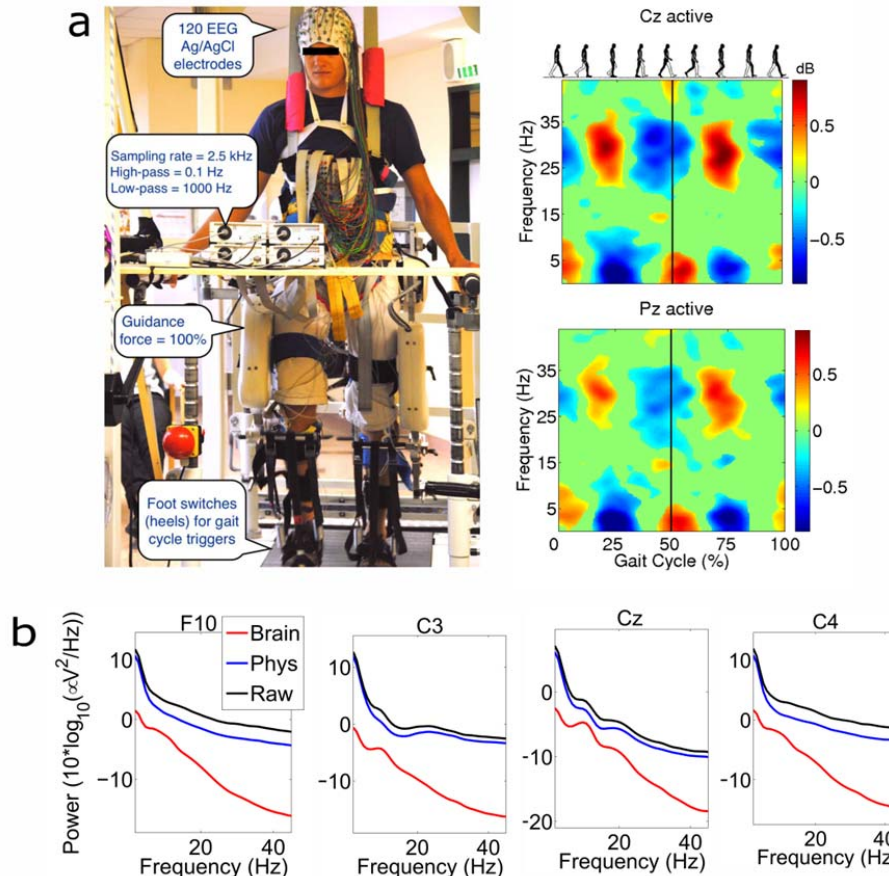 a
120 EEG
Ag/AgCl
electrodes
Sampling rate = 2.5 kHz
High-pass = 0.1 Hz
Low-pass = 1000 Hz
Guidance
force = 100%
Foot switches
(heels) for gait
cycle triggers
Cz active
dB
Frequency (Hz)
35
25
15
5
0.5
0
−0.5
Pz active
Frequency (Hz)
35
25
15
5
0 25 50 75 100
Gait Cycle (%)
0.5
0
−0.5
b
Power (10*log10(∝V²/Hz))
F10
Brain
Phys
Raw
10
0
−10
20 40
Frequency (Hz)
C3
10
0
−10
20 40
Frequency (Hz)
Cz
0
−10
−20
20 40
Frequency (Hz)
C4
10
0
−10
20 40
Frequency (Hz)